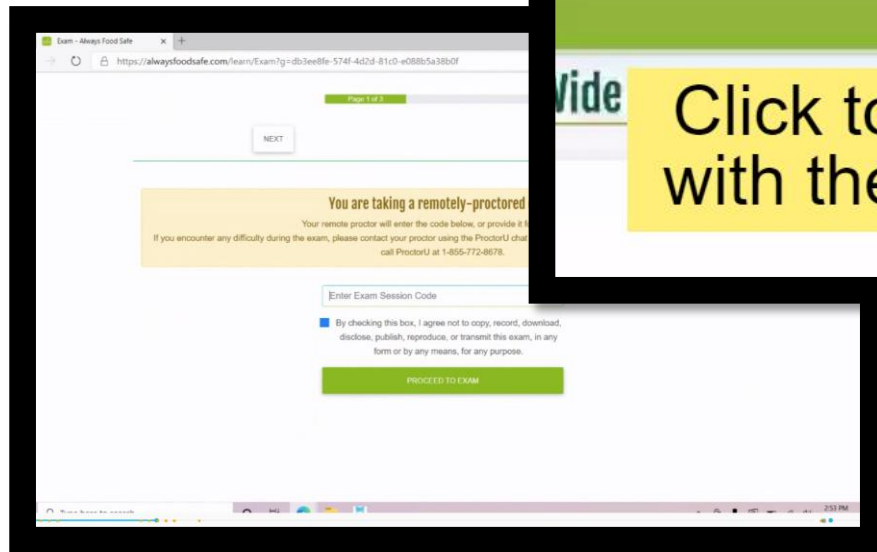 Exam - Always Food Safe
https://alwaysfoodsafe.com/learn/Exam?g=db3ee8fe-574f-4d2d-81c0-e088b5a38b0f
Page 1 of 3
NEXT
You are taking a remotely-proctored
Your remote proctor will enter the code below, or provide it
If you encounter any difficulty during the exam, please contact your proctor using the ProctorU chat
call ProctorU at 1-855-772-8678.
Enter Exam Session Code
By checking this box, I agree not to copy, record, download,
disclose, publish, reproduce, or transmit this exam, in any
form or by any means, for any purpose.
PROCEED TO EXAM
2:53 PM
Wide
Click to
with the